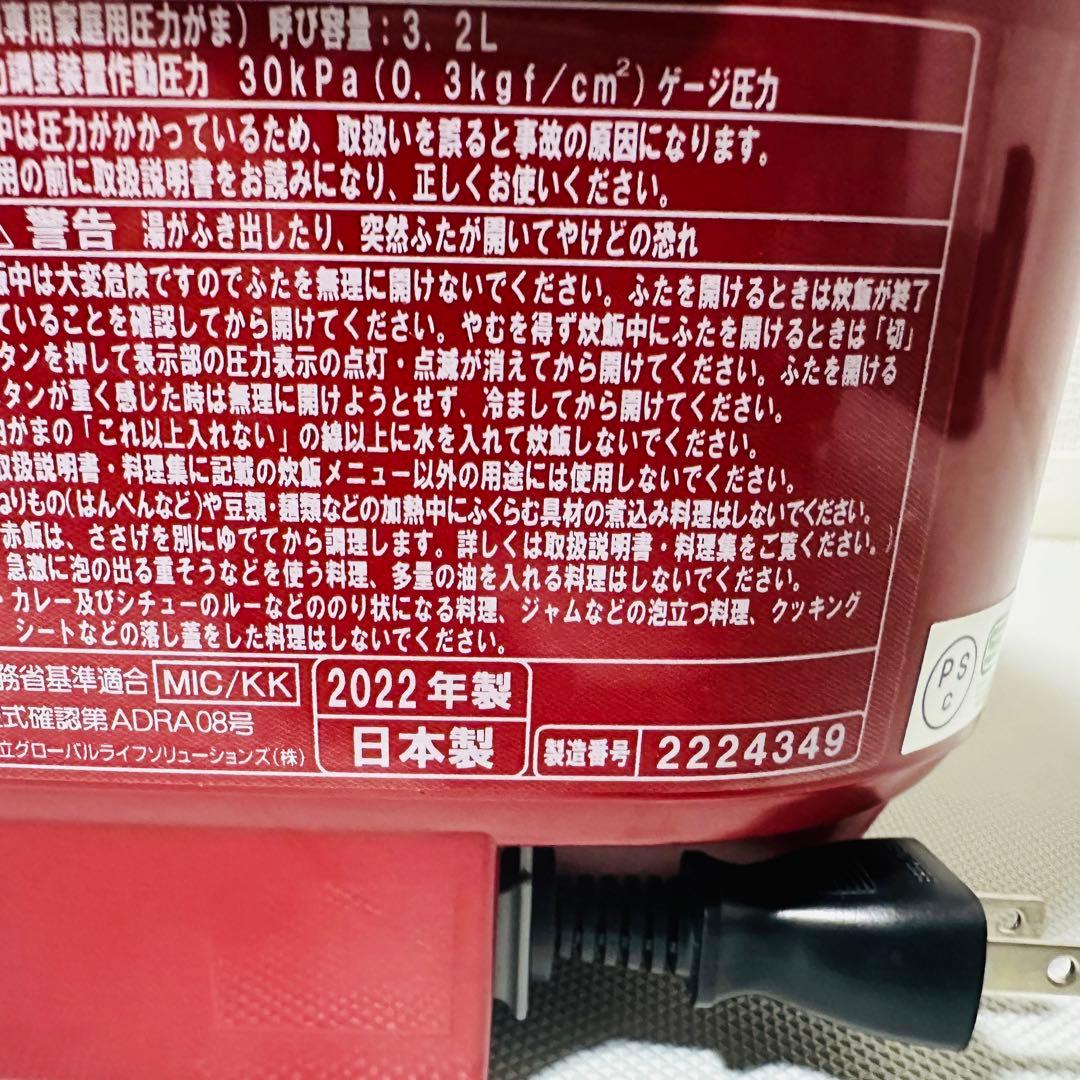 専用家庭用圧力がま) 呼び容量:3.2L
調整装置作動圧力 30kPa(0.3kgf/cm²)ゲージ圧力
中は圧力がかかっているため、取扱いを誤ると事故の原因になります。
用の前に取扱説明書をお読みになり、正しくお使いください。
警告 湯がふき出したり、突然ふたが開いてやけどの恐れ
飯中は大変危険ですのでふたを無理に開けないでください。ふたを開けるときは炊飯が終了
ていることを確認してから開けてください。やむを得ず炊飯中にふたを開けるときは「切」
タンを押して表示部の圧力表示の点灯・点滅が消えてから開けてください。ふたを開ける
タンが重く感じた時は無理に開けようとせず、冷ましてから開けてください。
内がまの「これ以上入れない」の線以上に水を入れて炊飯しないでください。
取扱説明書・料理集に記載の炊飯メニュー以外の用途には使用しないでください。
ねりもの(はんぺんなど)や豆類・麺類などの加熱中にふくらむ具材の煮込み料理はしないでください。
赤飯は、ささげを別にゆでてから調理します。詳しくは取扱説明書・料理集をご覧ください。)
急激に泡の出る重そうなどを使う料理、多量の油を入れる料理はしないでください。
・カレー及びシチューのルーなどののり状になる料理、ジャムなどの泡立つ料理、クッキング
シートなどの落し蓋をした料理はしないでください。
務省基準適合 MIC/KK
式確認第ADRA08号
立グローバルライフソリューションズ(株)
2022年製
日本製
製造番号 2224349
PS
C